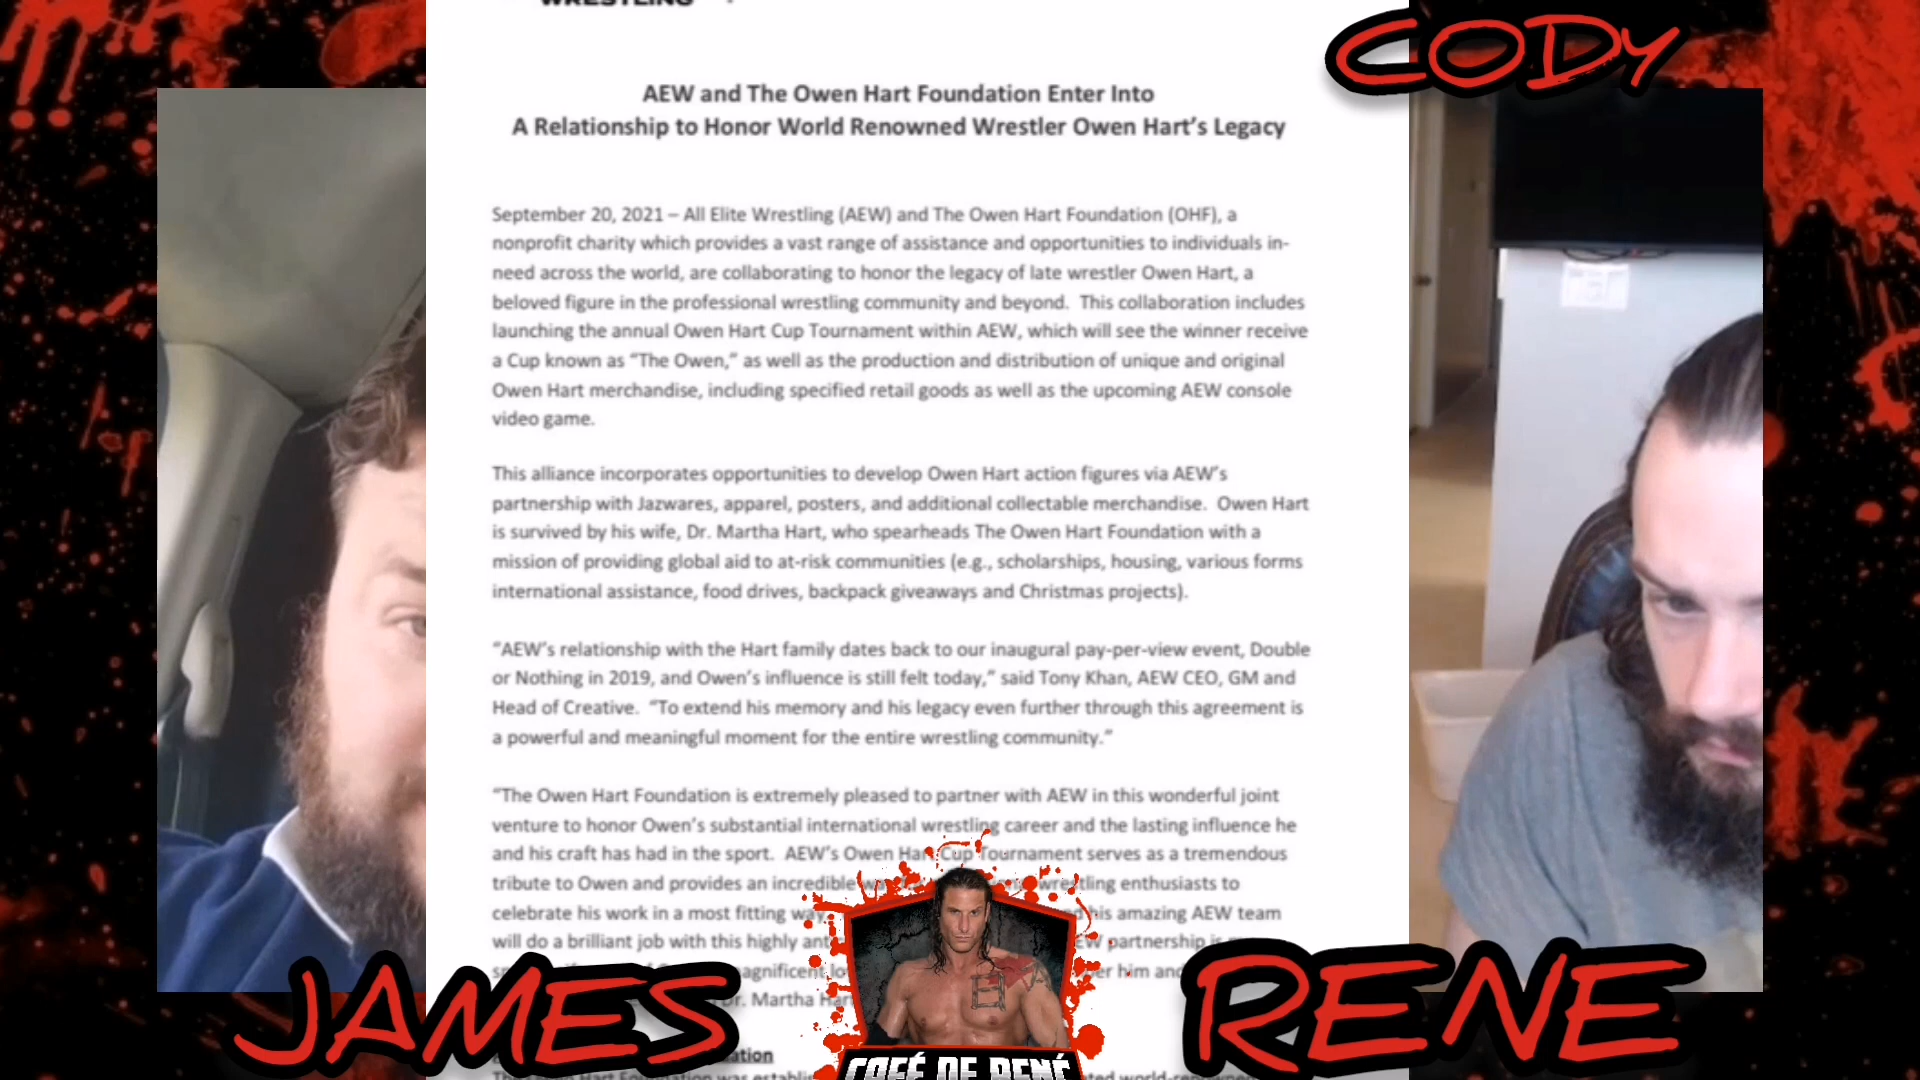 WRESTLING
CODY
AEW and The Owen Hart Foundation Enter Into
A Relationship to Honor World Renowned Wrestler Owen Hart's Legacy
September 20, 2021 – All Elite Wrestling (AEW) and The Owen Hart Foundation (OHF), a
nonprofit charity which provides a vast range of assistance and opportunities to individuals in-
need across the world, are collaborating to honor the legacy of late wrestler Owen Hart, a
beloved figure in the professional wrestling community and beyond. This collaboration includes
launching the annual Owen Hart Cup Tournament within AEW, which will see the winner receive
a Cup known as “The Owen,” as well as the production and distribution of unique and original
Owen Hart merchandise, including specified retail goods as well as the upcoming AEW console
video game.
This alliance incorporates opportunities to develop Owen Hart action figures via AEW's
partnership with Jazwares, apparel, posters, and additional collectable merchandise. Owen Hart
is survived by his wife, Dr. Martha Hart, who spearheads The Owen Hart Foundation with a
mission of providing global aid to at-risk communities (e.g., scholarships, housing, various forms
international assistance, food drives, backpack giveaways and Christmas projects).
“AEW's relationship with the Hart family dates back to our inaugural pay-per-view event, Double
or Nothing in 2019, and Owen's influence is still felt today,” said Tony Khan, AEW CEO, GM and
Head of Creative. “To extend his memory and his legacy even further through this agreement is
a powerful and meaningful moment for the entire wrestling community.”
“The Owen Hart Foundation is extremely pleased to partner with AEW in this wonderful joint
venture to honor Owen's substantial international wrestling career and the lasting influence he
and his craft has had in the sport. AEW's Owen Hart Cup Tournament serves as a tremendous
tribute to Owen and provides an incredible wrestling enthusiasts to
celebrate his work in a most fitting way his amazing AEW team
will do a brilliant job with this highly partnership is
him and
Dr. Martha Hart
JAMES
RENE
CAFÉ DE RENÉ